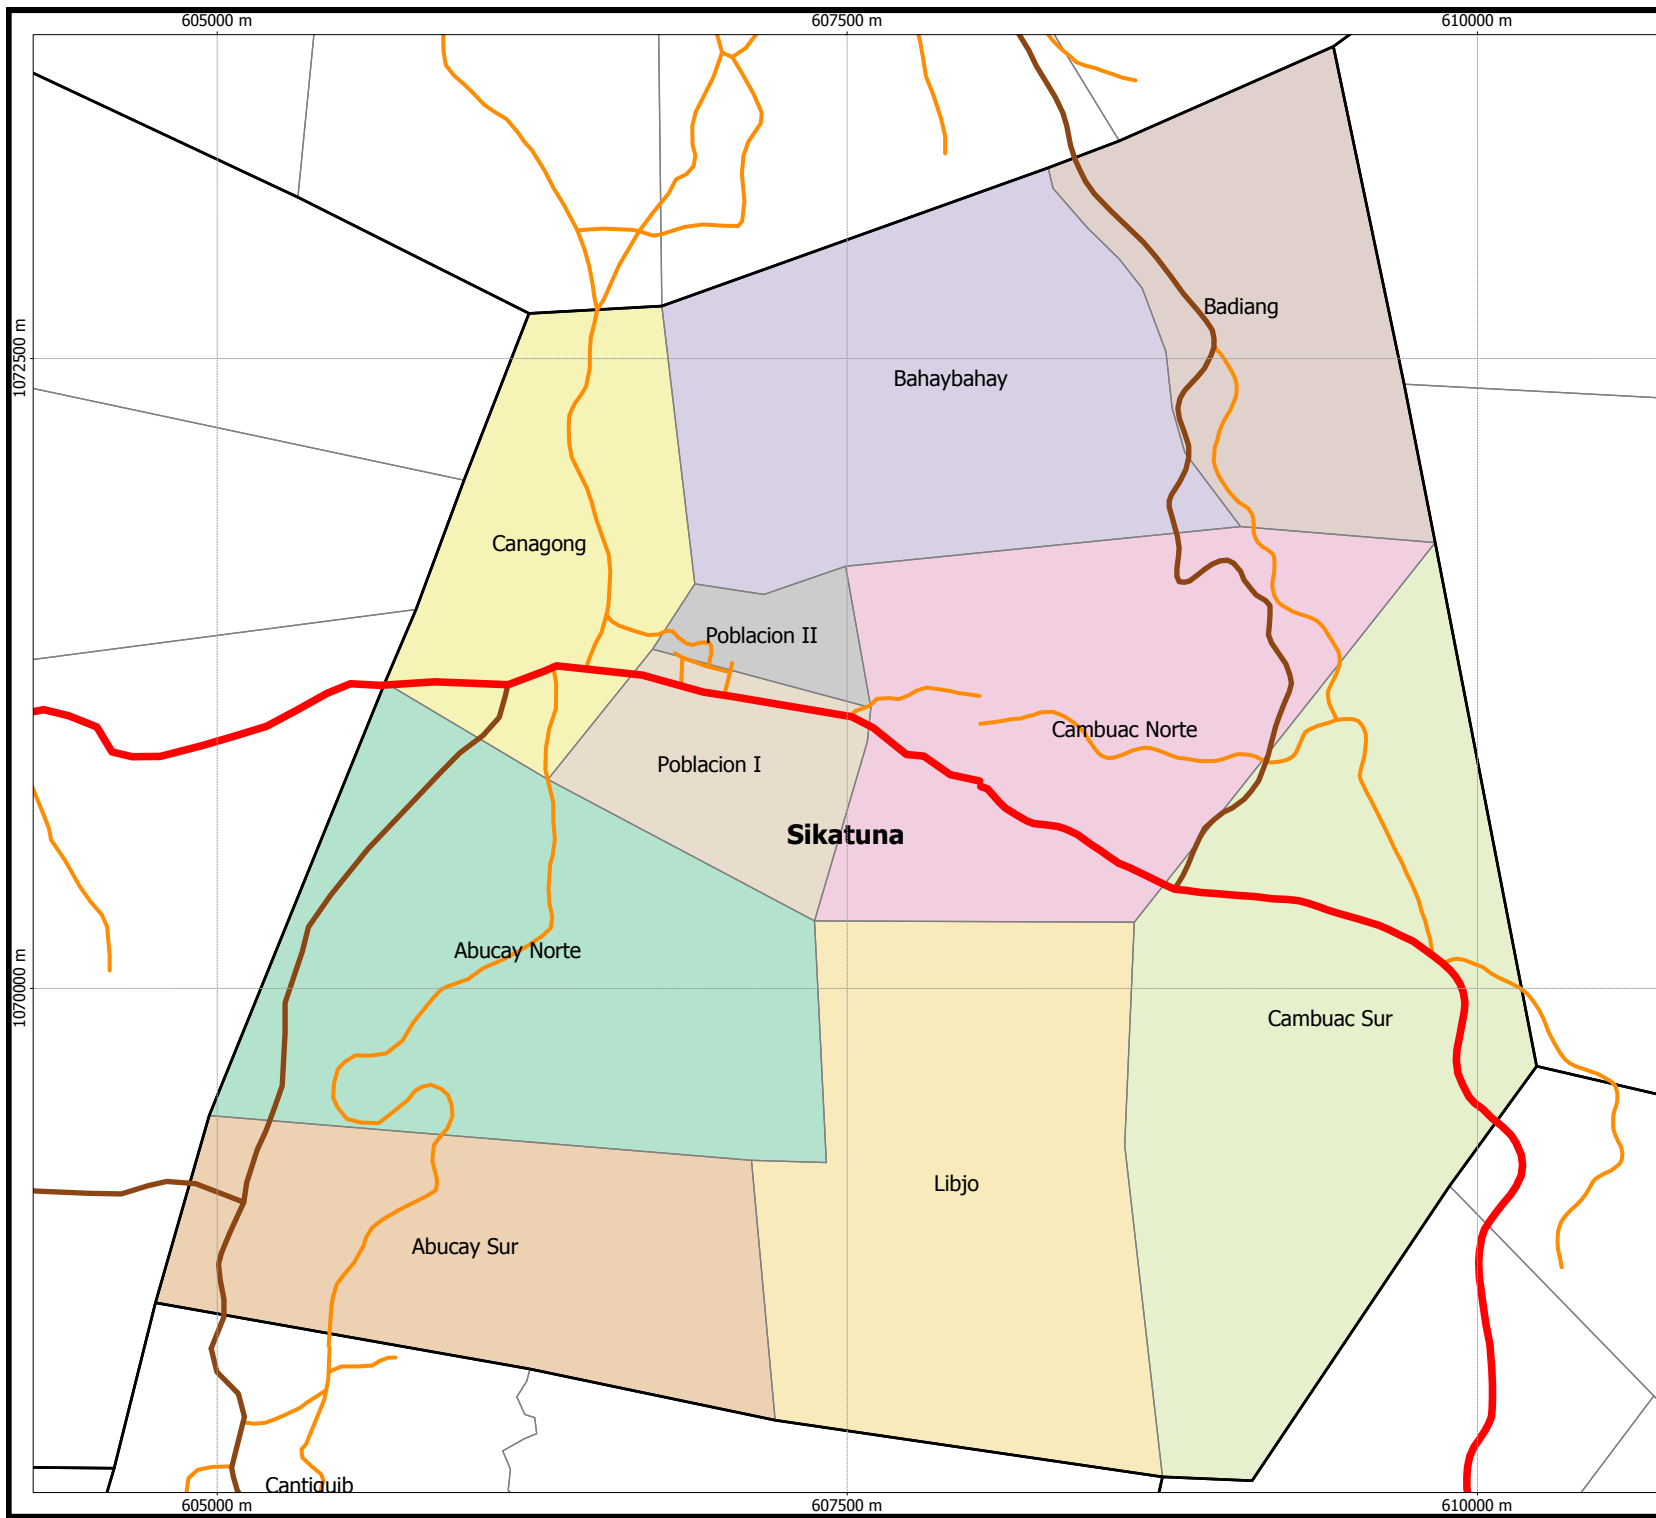 605000 m
607500 m
610000 m
1072500 m
Badiang
Bahaybahay
Canagong
Poblacion II
Cambuac Norte
Poblacion I
Sikatuna
Abucay Norte
1070000 m
Cambuac Sur
Libjo
Abucay Sur
Cantiquib
605000 m
607500 m
610000 m